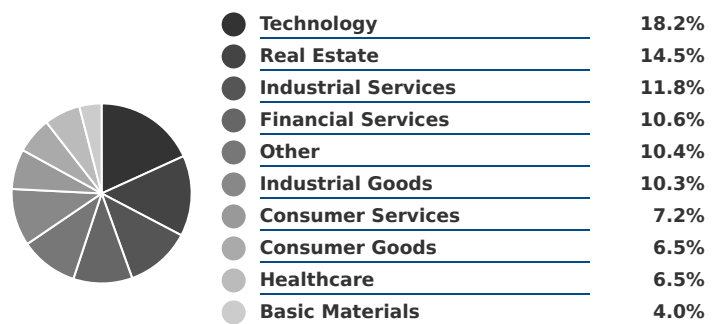 Technology 18.2%
Real Estate 14.5%
Industrial Services 11.8%
Financial Services 10.6%
Other 10.4%
Industrial Goods 10.3%
Consumer Services 7.2%
Consumer Goods 6.5%
Healthcare 6.5%
Basic Materials 4.0%